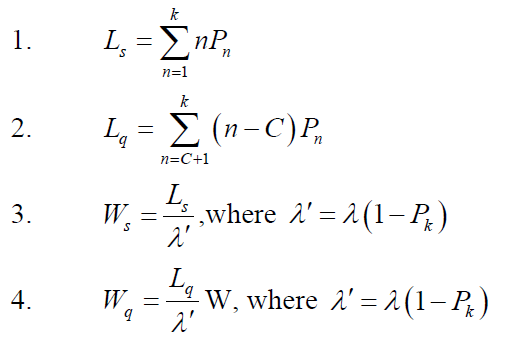 1. L_s = \sum_{n=1}^{k} nP_n
2. L_q = \sum_{n=C+1}^{k} (n-C)P_n
3. W_s = \frac{L_s}{\lambda'} ,where \lambda' = \lambda(1-P_k)
4. W_q = \frac{L_q}{\lambda'} W, where \lambda' = \lambda(1-P_k)